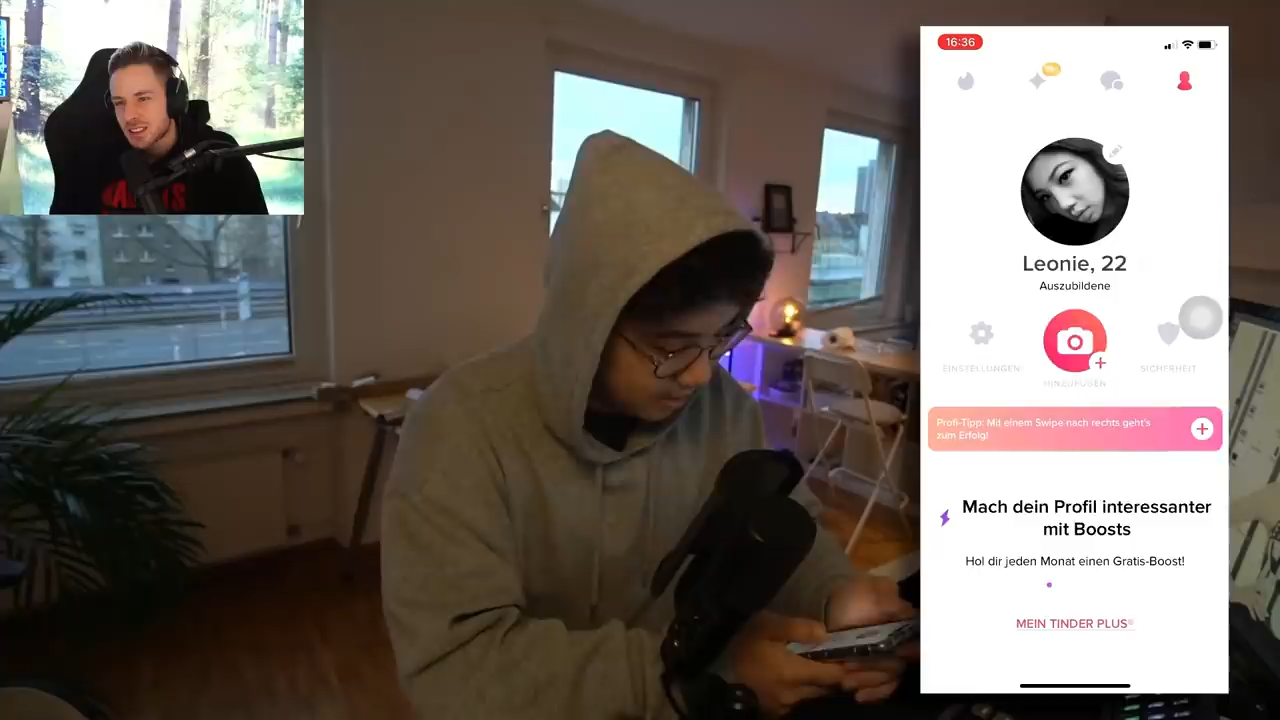 16:36
Leonie, 22
Auszubildene
EINSTELLUNGEN
HINZUFÜGEN
SICHERHEIT
Profi-Tipp: Mit einem Swipe nach rechts geht's
zum Erfolg!
Mach dein Profil interessanter
mit Boosts
Hol dir jeden Monat einen Gratis-Boost!
MEIN TINDER PLUS®